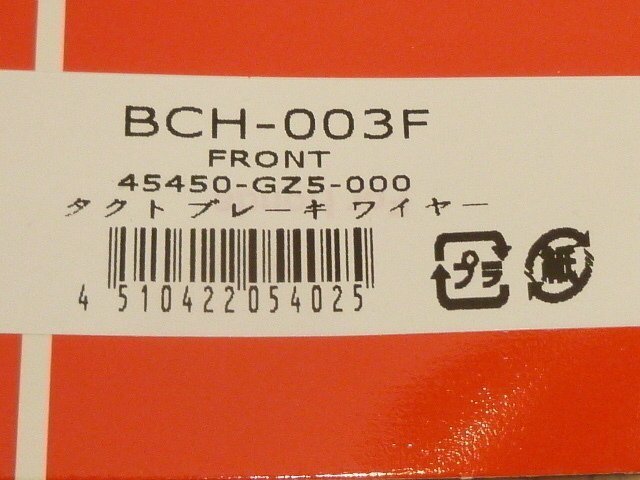 BCH-003F
FRONT
45450-GZ5-000
タクト ブレーキ ワイヤー
4 510422 054025
プラ
紙